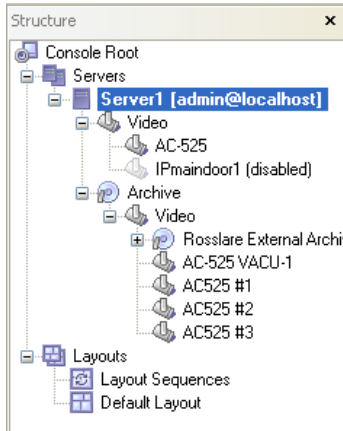 Structure
Console Root
Servers
Server1 [admin@localhost]
Video
AC-525
IPmaindoor1 (disabled)
Archive
Video
Rosslare External Archi
AC-525 VACU-1
AC525 #1
AC525 #2
AC525 #3
Layouts
Layout Sequences
Default Layout